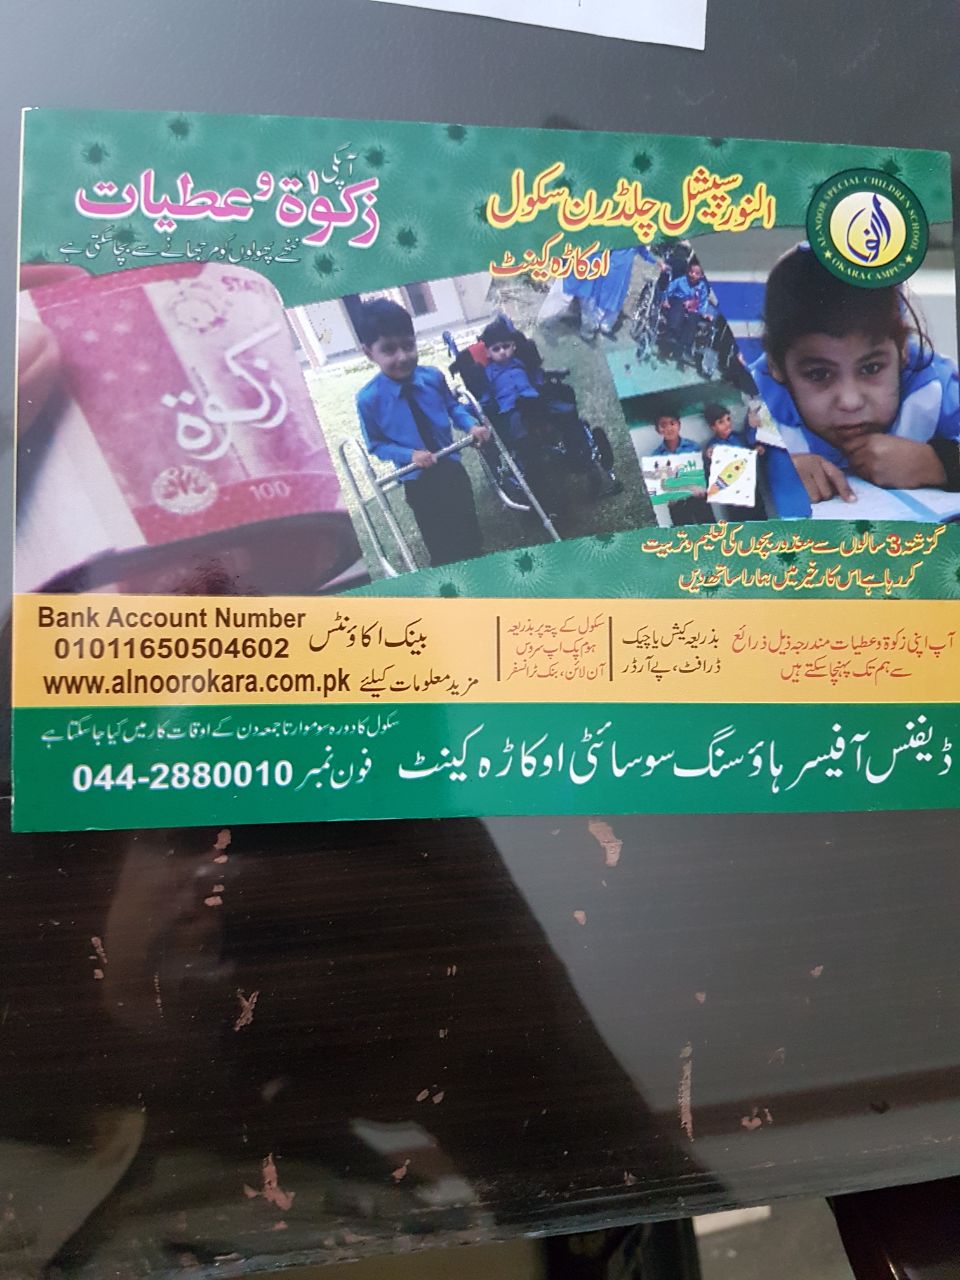 النور سپیشل چلڈرن سکول
اوکاڑہ کینٹ
AL-NOOR SPECIAL CHILDREN SCHOOL
OKARA CAMPUS
آپکی
زکوٰۃ و عطیات
ننھے پھولوں کو مرجھانے سے بچا سکتی ہے
STATE
زکوٰۃ
100
گزشتہ 3 سالوں سے معذور بچوں کی تعلیم و تربیت
کر رہا ہے اس کار خیر میں ہمارا ساتھ دیں
آپ اپنی زکوۃ و عطیات مندرجہ ذیل ذرائع
سے ہم تک پہنچا سکتے ہیں
بذریعہ کیش یا چیک
ڈرافٹ، پے آرڈر
سکول کے پتہ پر بذریعہ
ہوم پک اپ سروس
آن لائن، بنک ٹرانسفر
بینک اکاؤنٹس
Bank Account Number
01011650504602
مزید معلومات کیلئے www.alnoorokara.com.pk
سکول کا دورہ سوموار تا جمعہ دن کے اوقات کار میں کیا جا سکتا ہے
ڈیفنس آفیسر ہاؤسنگ سوسائٹی اوکاڑہ کینٹ فون نمبر 044-2880010